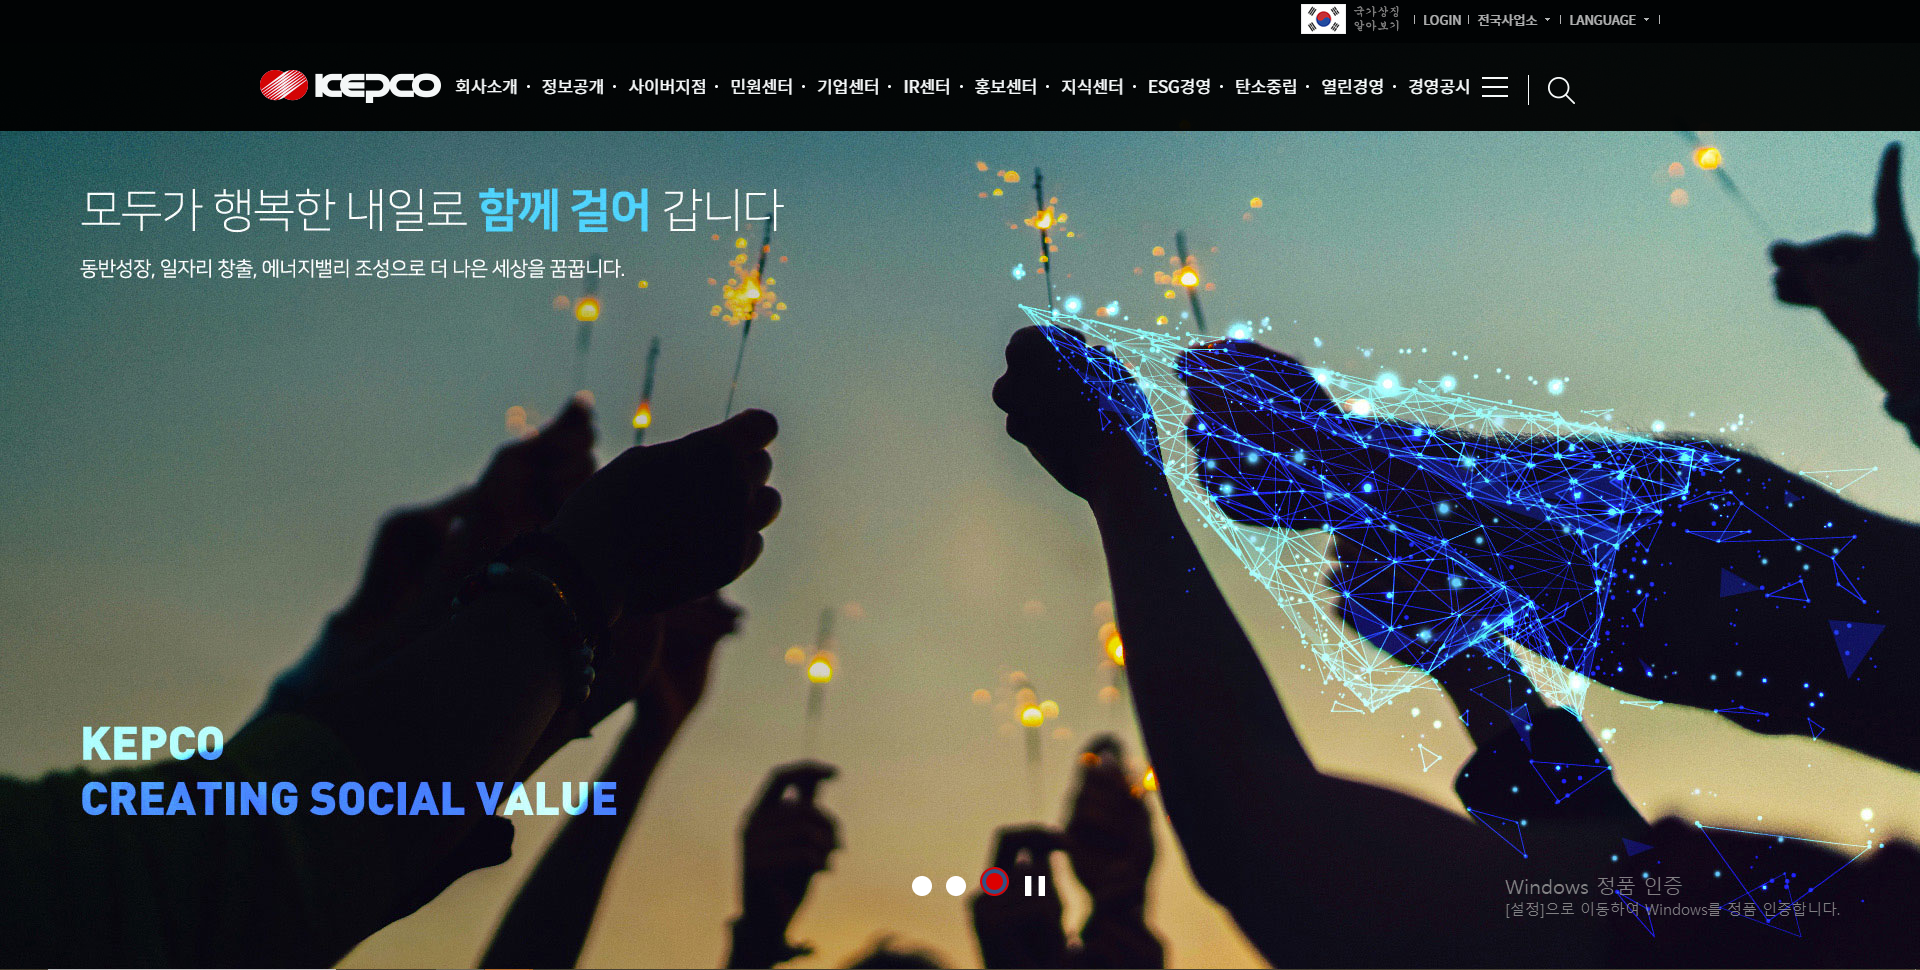 국가상징
알아보기
LOGIN
전국사업소
LANGUAGE
KEPCO
회사소개 · 정보공개 · 사이버지점 · 민원센터 · 기업센터 · IR센터 · 홍보센터 · 지식센터 · ESG경영 · 탄소중립 · 열린경영 · 경영공시
모두가 행복한 내일로 함께 걸어 갑니다
동반성장, 일자리 창출, 에너지밸리 조성으로 더 나은 세상을 꿈꿉니다.
KEPCO
CREATING SOCIAL VALUE
Windows 정품 인증
[설정]으로 이동하여 Windows를 정품 인증합니다.